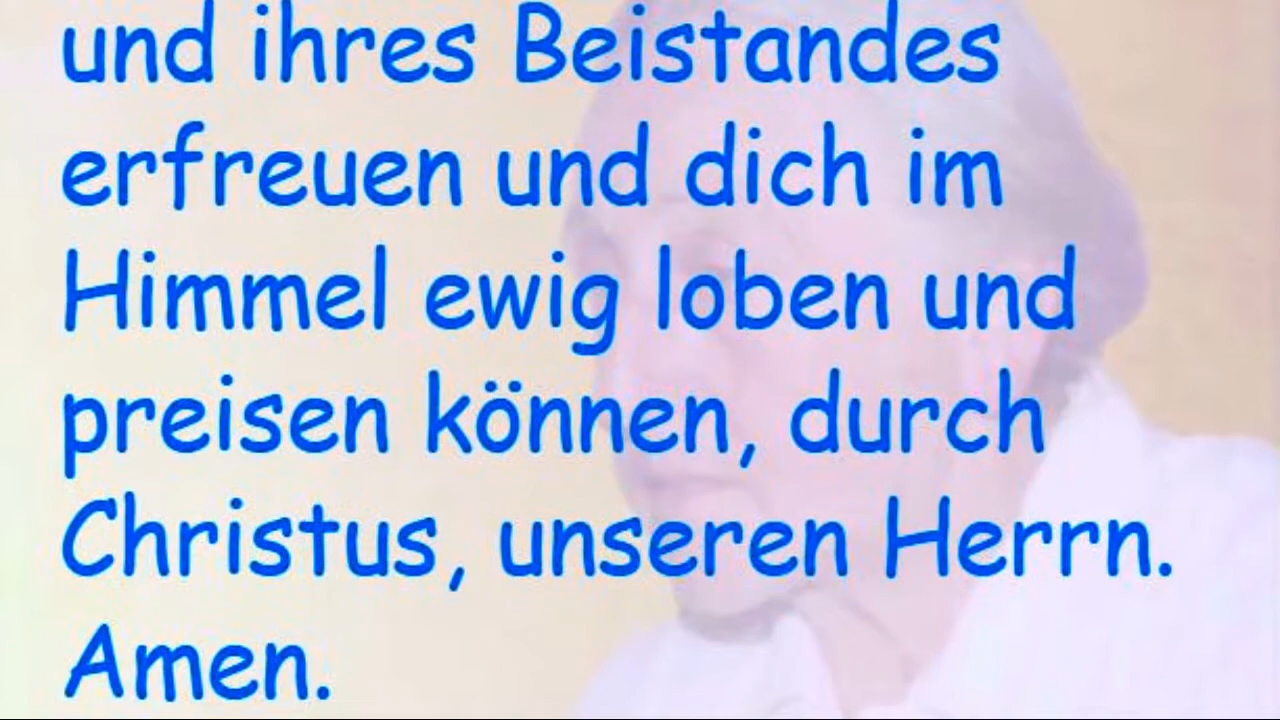 und ihres Beistandes
erfreuen und dich im
Himmel ewig loben und
preisen können, durch
Christus, unseren Herrn.
Amen.